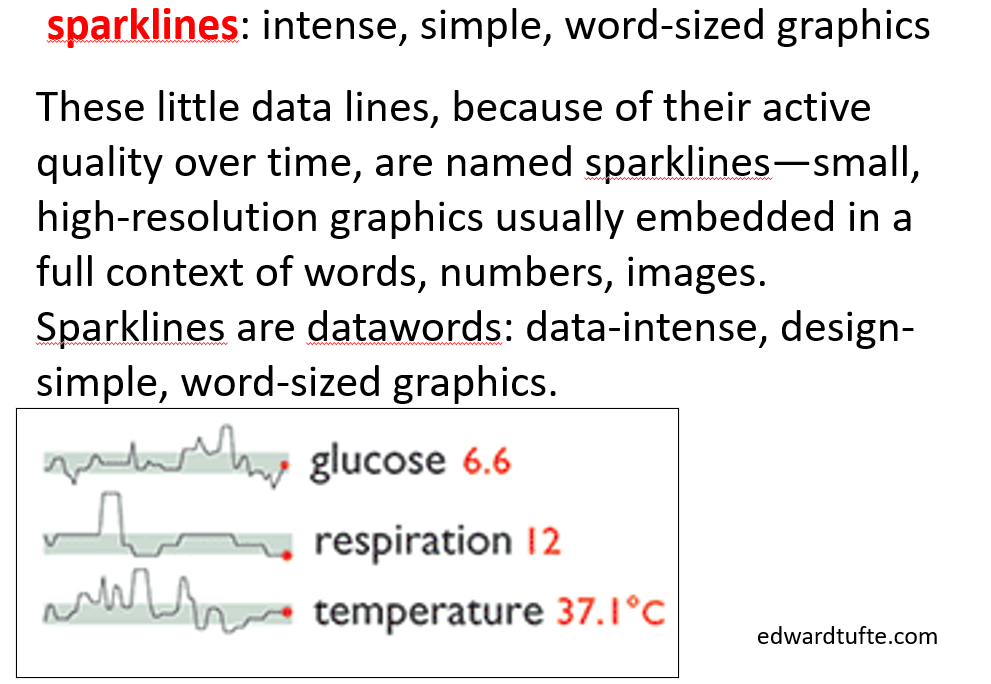 sparklines: intense, simple, word-sized graphics
These little data lines, because of their active
quality over time, are named sparklines—small,
high-resolution graphics usually embedded in a
full context of words, numbers, images.
Sparklines are datawords: data-intense, design-
simple, word-sized graphics.
glucose 6.6
respiration 12
temperature 37.1°C
edwardtufte.com